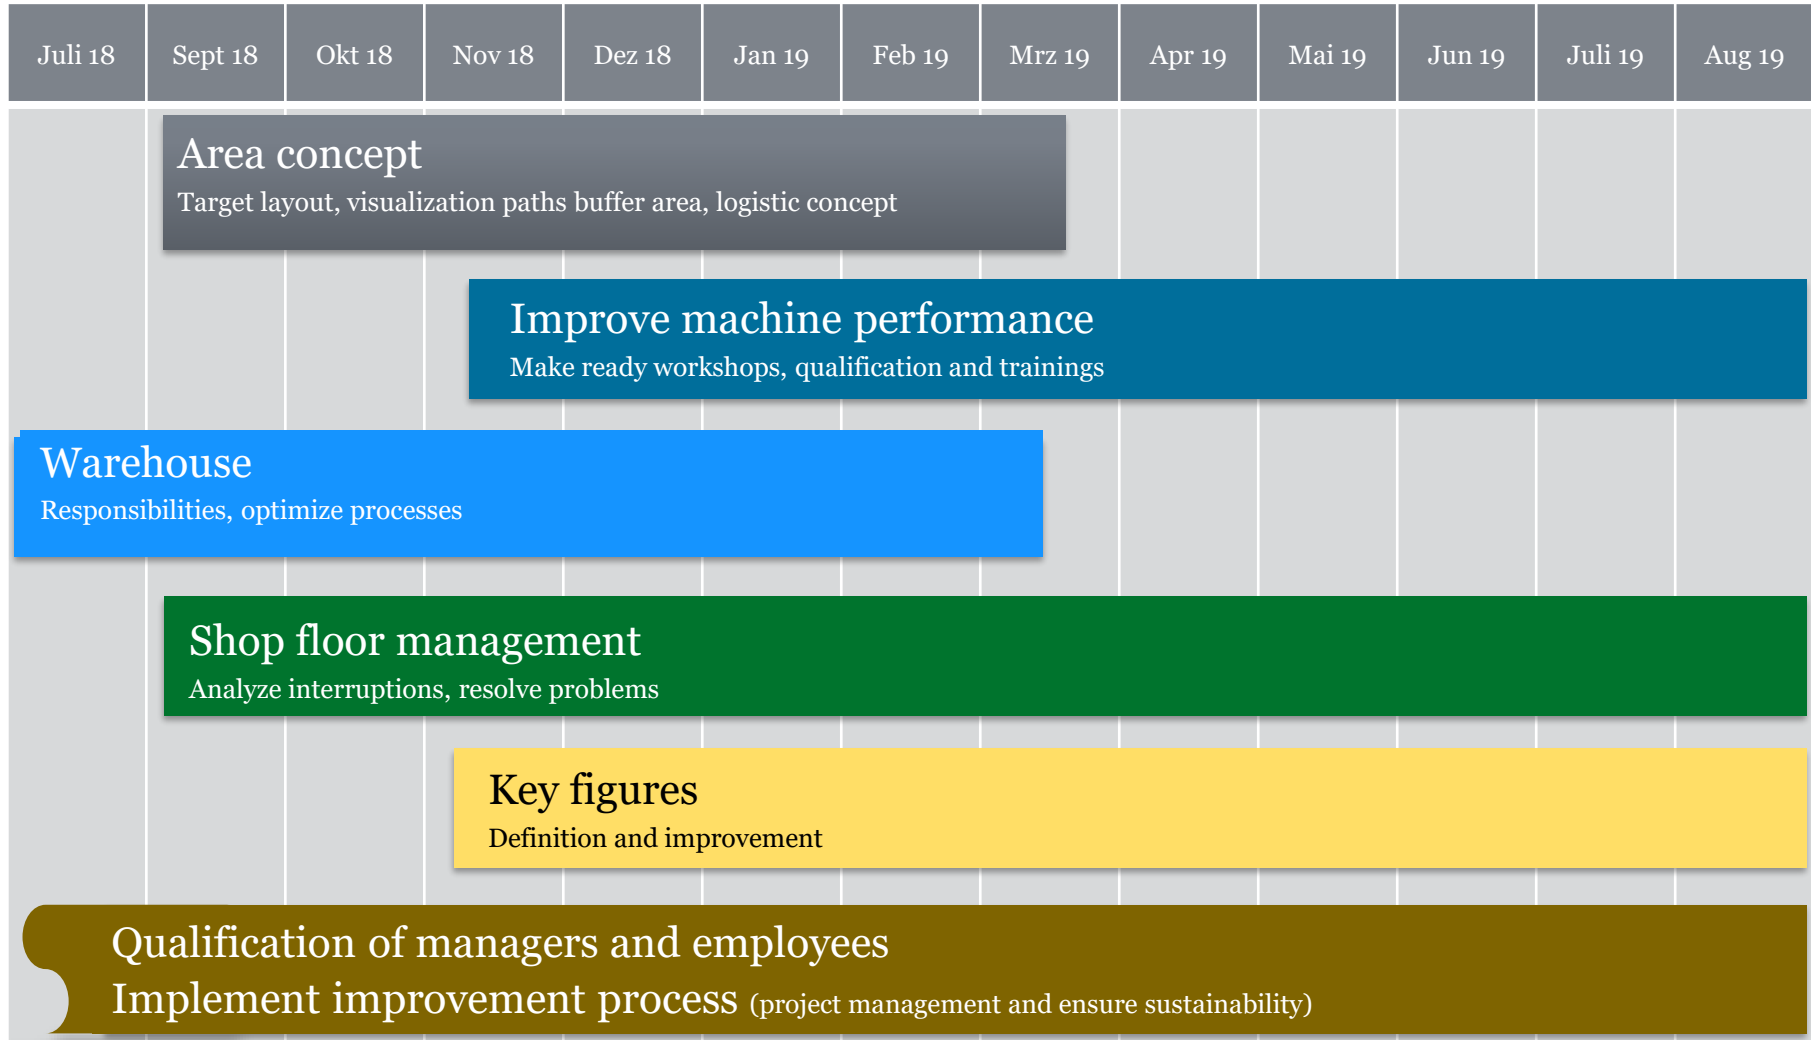 Juli 18 Sept 18 Okt 18 Nov 18 Dez 18 Jan 19 Feb 19 Mrz 19 Apr 19 Mai 19 Jun 19 Juli 19 Aug 19
Area concept
Target layout, visualization paths buffer area, logistic concept
Improve machine performance
Make ready workshops, qualification and trainings
Warehouse
Responsibilities, optimize processes
Shop floor management
Analyze interruptions, resolve problems
Key figures
Definition and improvement
Qualification of managers and employees
Implement improvement process (project management and ensure sustainability)